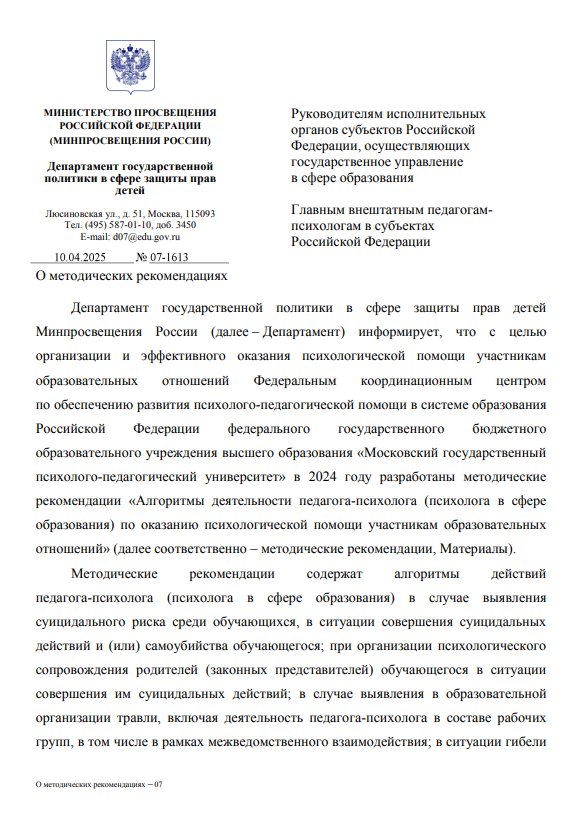 МИНИСТЕРСТВО ПРОСВЕЩЕНИЯ
РОССИЙСКОЙ ФЕДЕРАЦИИ
(МИНПРОСВЕЩЕНИЯ РОССИИ)
Департамент государственной
политики в сфере защиты прав
детей
Люсиновская ул., д. 51, Москва, 115093
Тел. (495) 587-01-10, доб. 3450
E-mail: d07@edu.gov.ru
10.04.2025 № 07-1613
О методических рекомендациях
Руководителям исполнительных
органов субъектов Российской
Федерации, осуществляющих
государственное управление
в сфере образования
Главным внештатным педагогам-
психологам в субъектах
Российской Федерации
Департамент государственной политики в сфере защиты прав детей
Минпросвещения России (далее – Департамент) информирует, что с целью
организации и эффективного оказания психологической помощи участникам
образовательных отношений Федеральным координационным центром
по обеспечению развития психолого-педагогической помощи в системе образования
Российской Федерации федерального государственного бюджетного
образовательного учреждения высшего образования «Московский государственный
психолого-педагогический университет» в 2024 году разработаны методические
рекомендации «Алгоритмы деятельности педагога-психолога (психолога в сфере
образования) по оказанию психологической помощи участникам образовательных
отношений» (далее соответственно – методические рекомендации, Материалы).
Методические рекомендации содержат алгоритмы действий
педагога-психолога (психолога в сфере образования) в случае выявления
суицидального риска среди обучающихся, в ситуации совершения суицидальных
действий и (или) самоубийства обучающегося; при организации психологического
сопровождения родителей (законных представителей) обучающегося в ситуации
совершения им суицидальных действий; в случае выявления в образовательной
организации травли, включая деятельность педагога-психолога в составе рабочих
групп, в том числе в рамках межведомственного взаимодействия; в ситуации гибели
О методических рекомендациях – 07